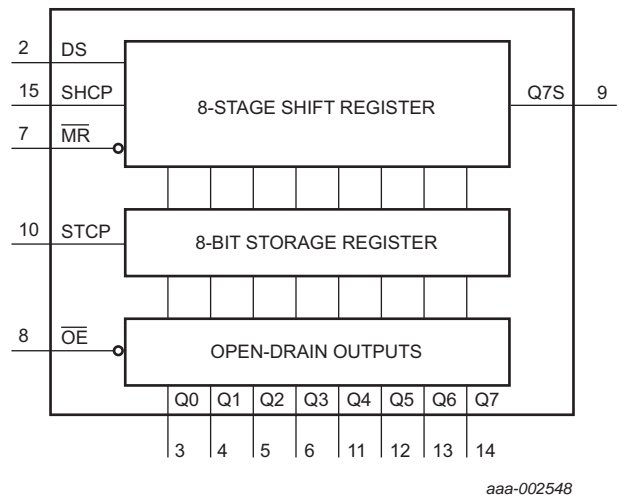 2 DS
15 SHCP
7 M̅R̅
8-STAGE SHIFT REGISTER
Q7S 9
10 STCP
8-BIT STORAGE REGISTER
8 O̅E̅
OPEN-DRAIN OUTPUTS
Q0 Q1 Q2 Q3 Q4 Q5 Q6 Q7
3 4 5 6 11 12 13 14
aaa-002548